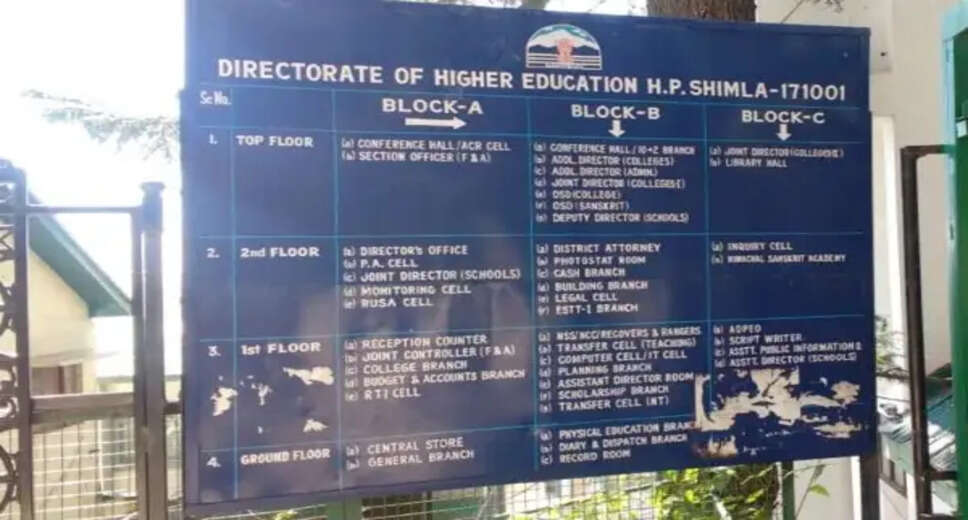 DIRECTORATE OF HIGHER EDUCATION H.P. SHIMLA-171001
Sr No. BLOCK-A BLOCK-B BLOCK-C
1. TOP FLOOR
(a) CONFERENCE HALL/ACR CELL
(b) SECTION OFFICER (F & A)
(a) CONFERENCE HALL/10+2 BRANCH
(b) ADDL. DIRECTOR (COLLEGES)
(c) ADDL. DIRECTOR (ADMN.)
(d) JOINT DIRECTOR (COLLEGES-I)
(e) OSD (COLLEGE)
(f) OSD (SANSKRIT)
(g) DEPUTY DIRECTOR (SCHOOLS)
(a) JOINT DIRECTOR (COLLEGES-II)
(b) LIBRARY HALL
2. 2nd FLOOR
(a) DIRECTOR'S OFFICE
(b) P.A. CELL
(c) JOINT DIRECTOR (SCHOOLS)
(d) MONITORING CELL
(e) RUSA CELL
(a) DISTRICT ATTORNEY
(b) PHOTOSTAT ROOM
(c) CASH BRANCH
(d) BUILDING BRANCH
(e) LEGAL CELL
(f) ESTT-I BRANCH
(a) INQUIRY CELL
(b) HIMACHAL SANSKRIT ACADEMY
3. 1st FLOOR
(a) RECEPTION COUNTER
(b) JOINT CONTROLLER (F & A)
(c) COLLEGE BRANCH
(d) BUDGET & ACCOUNTS BRANCH
(e) RTI CELL
(a) NSS/NCC/RECOVERS & RANGERS
(b) TRANSFER CELL (TEACHING)
(c) COMPUTER CELL/IT CELL
(d) PLANNING BRANCH
(e) ASSISTANT DIRECTOR ROOM
(f) SCHOLARSHIP BRANCH
(g) TRANSFER CELL (NT)
(a) ADPEO
(b) SCRIPT WRITER
(c) ASSTT. PUBLIC INFORMATION
(d) ASSTT. DIRECTOR (SCHOOLS)
4. GROUND FLOOR
(a) CENTRAL STORE
(b) GENERAL BRANCH
(a) PHYSICAL EDUCATION BRANCH
(b) DIARY & DISPATCH BRANCH
(c) RECORD ROOM